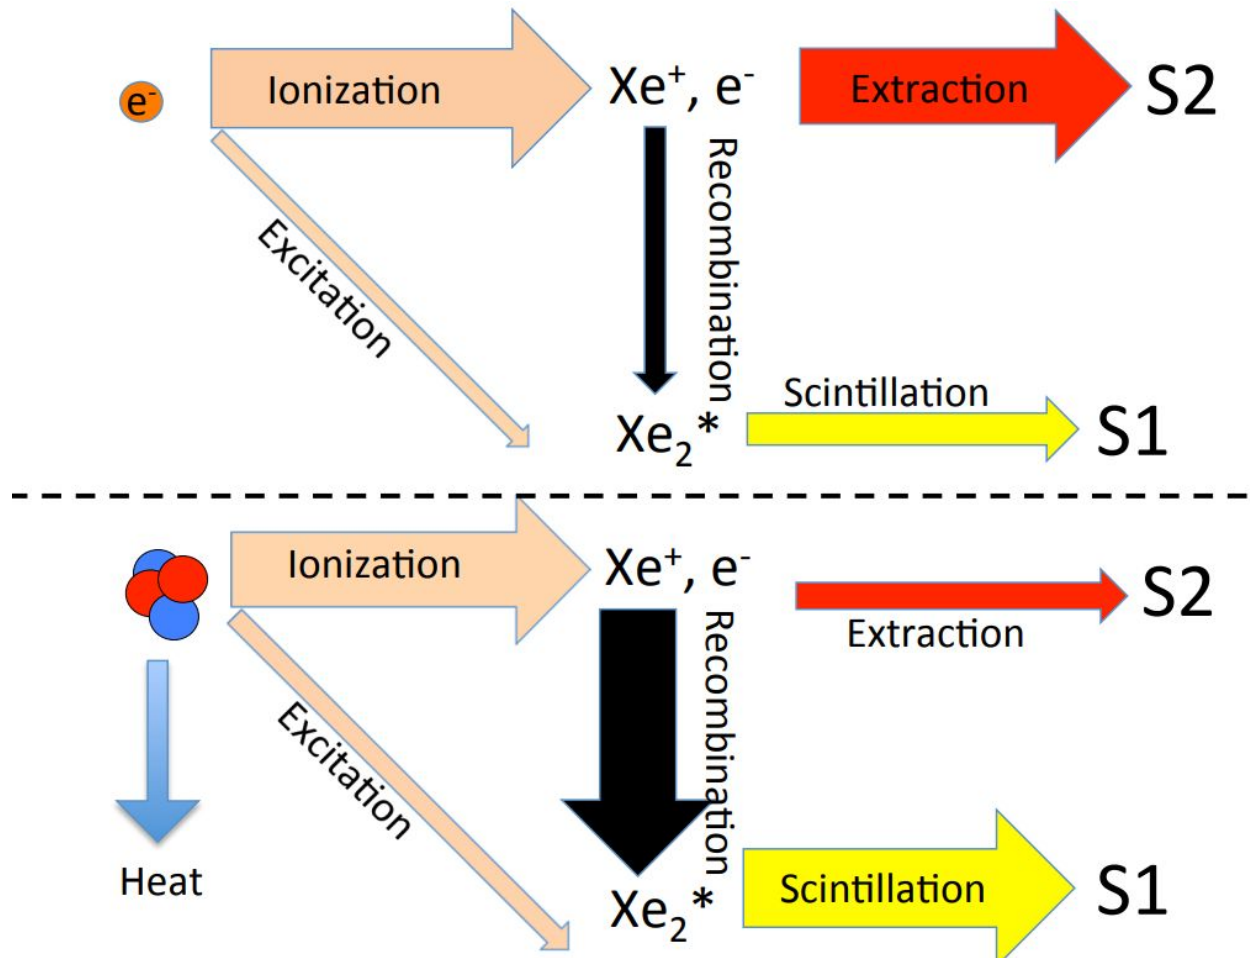 e⁻
Ionization
Xe⁺, e⁻
Extraction
S2
Excitation
Recombination
Xe₂*
Scintillation
S1
Ionization
Xe⁺, e⁻
Extraction
S2
Excitation
Recombination
Heat
Xe₂*
Scintillation
S1